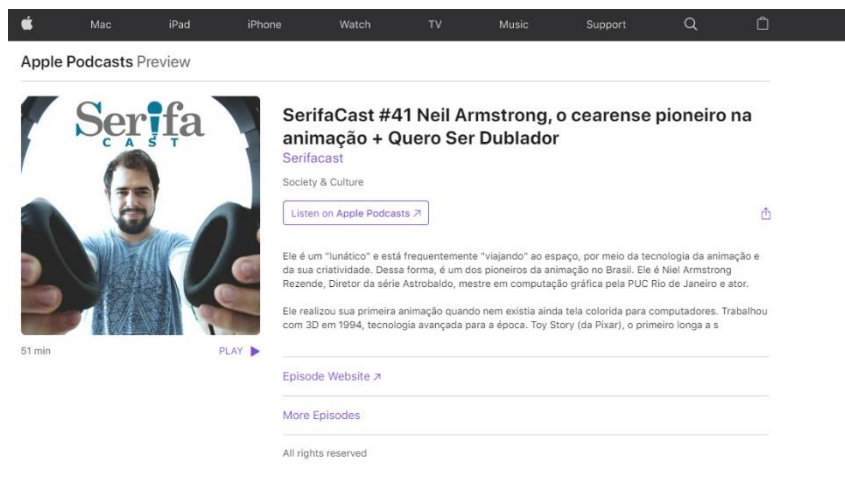 Mac iPad iPhone Watch TV Music Support
Apple Podcasts Preview
Serifa
CAST
SerifaCast #41 Neil Armstrong, o cearense pioneiro na
animação + Quero Ser Dublador
Serifacast
Society & Culture
Listen on Apple Podcasts ↗
Ele é um "lunático" e está frequentemente "viajando" ao espaço, por meio da tecnologia da animação e
da sua criatividade. Dessa forma, é um dos pioneiros da animação no Brasil. Ele é Niel Armstrong
Rezende, Diretor da série Astrobaldo, mestre em computação gráfica pela PUC Rio de Janeiro e ator.
Ele realizou sua primeira animação quando nem existia ainda tela colorida para computadores. Trabalhou
com 3D em 1994, tecnologia avançada para a época. Toy Story (da Pixar), o primeiro longa a s
51 min PLAY
Episode Website ↗
More Episodes
All rights reserved